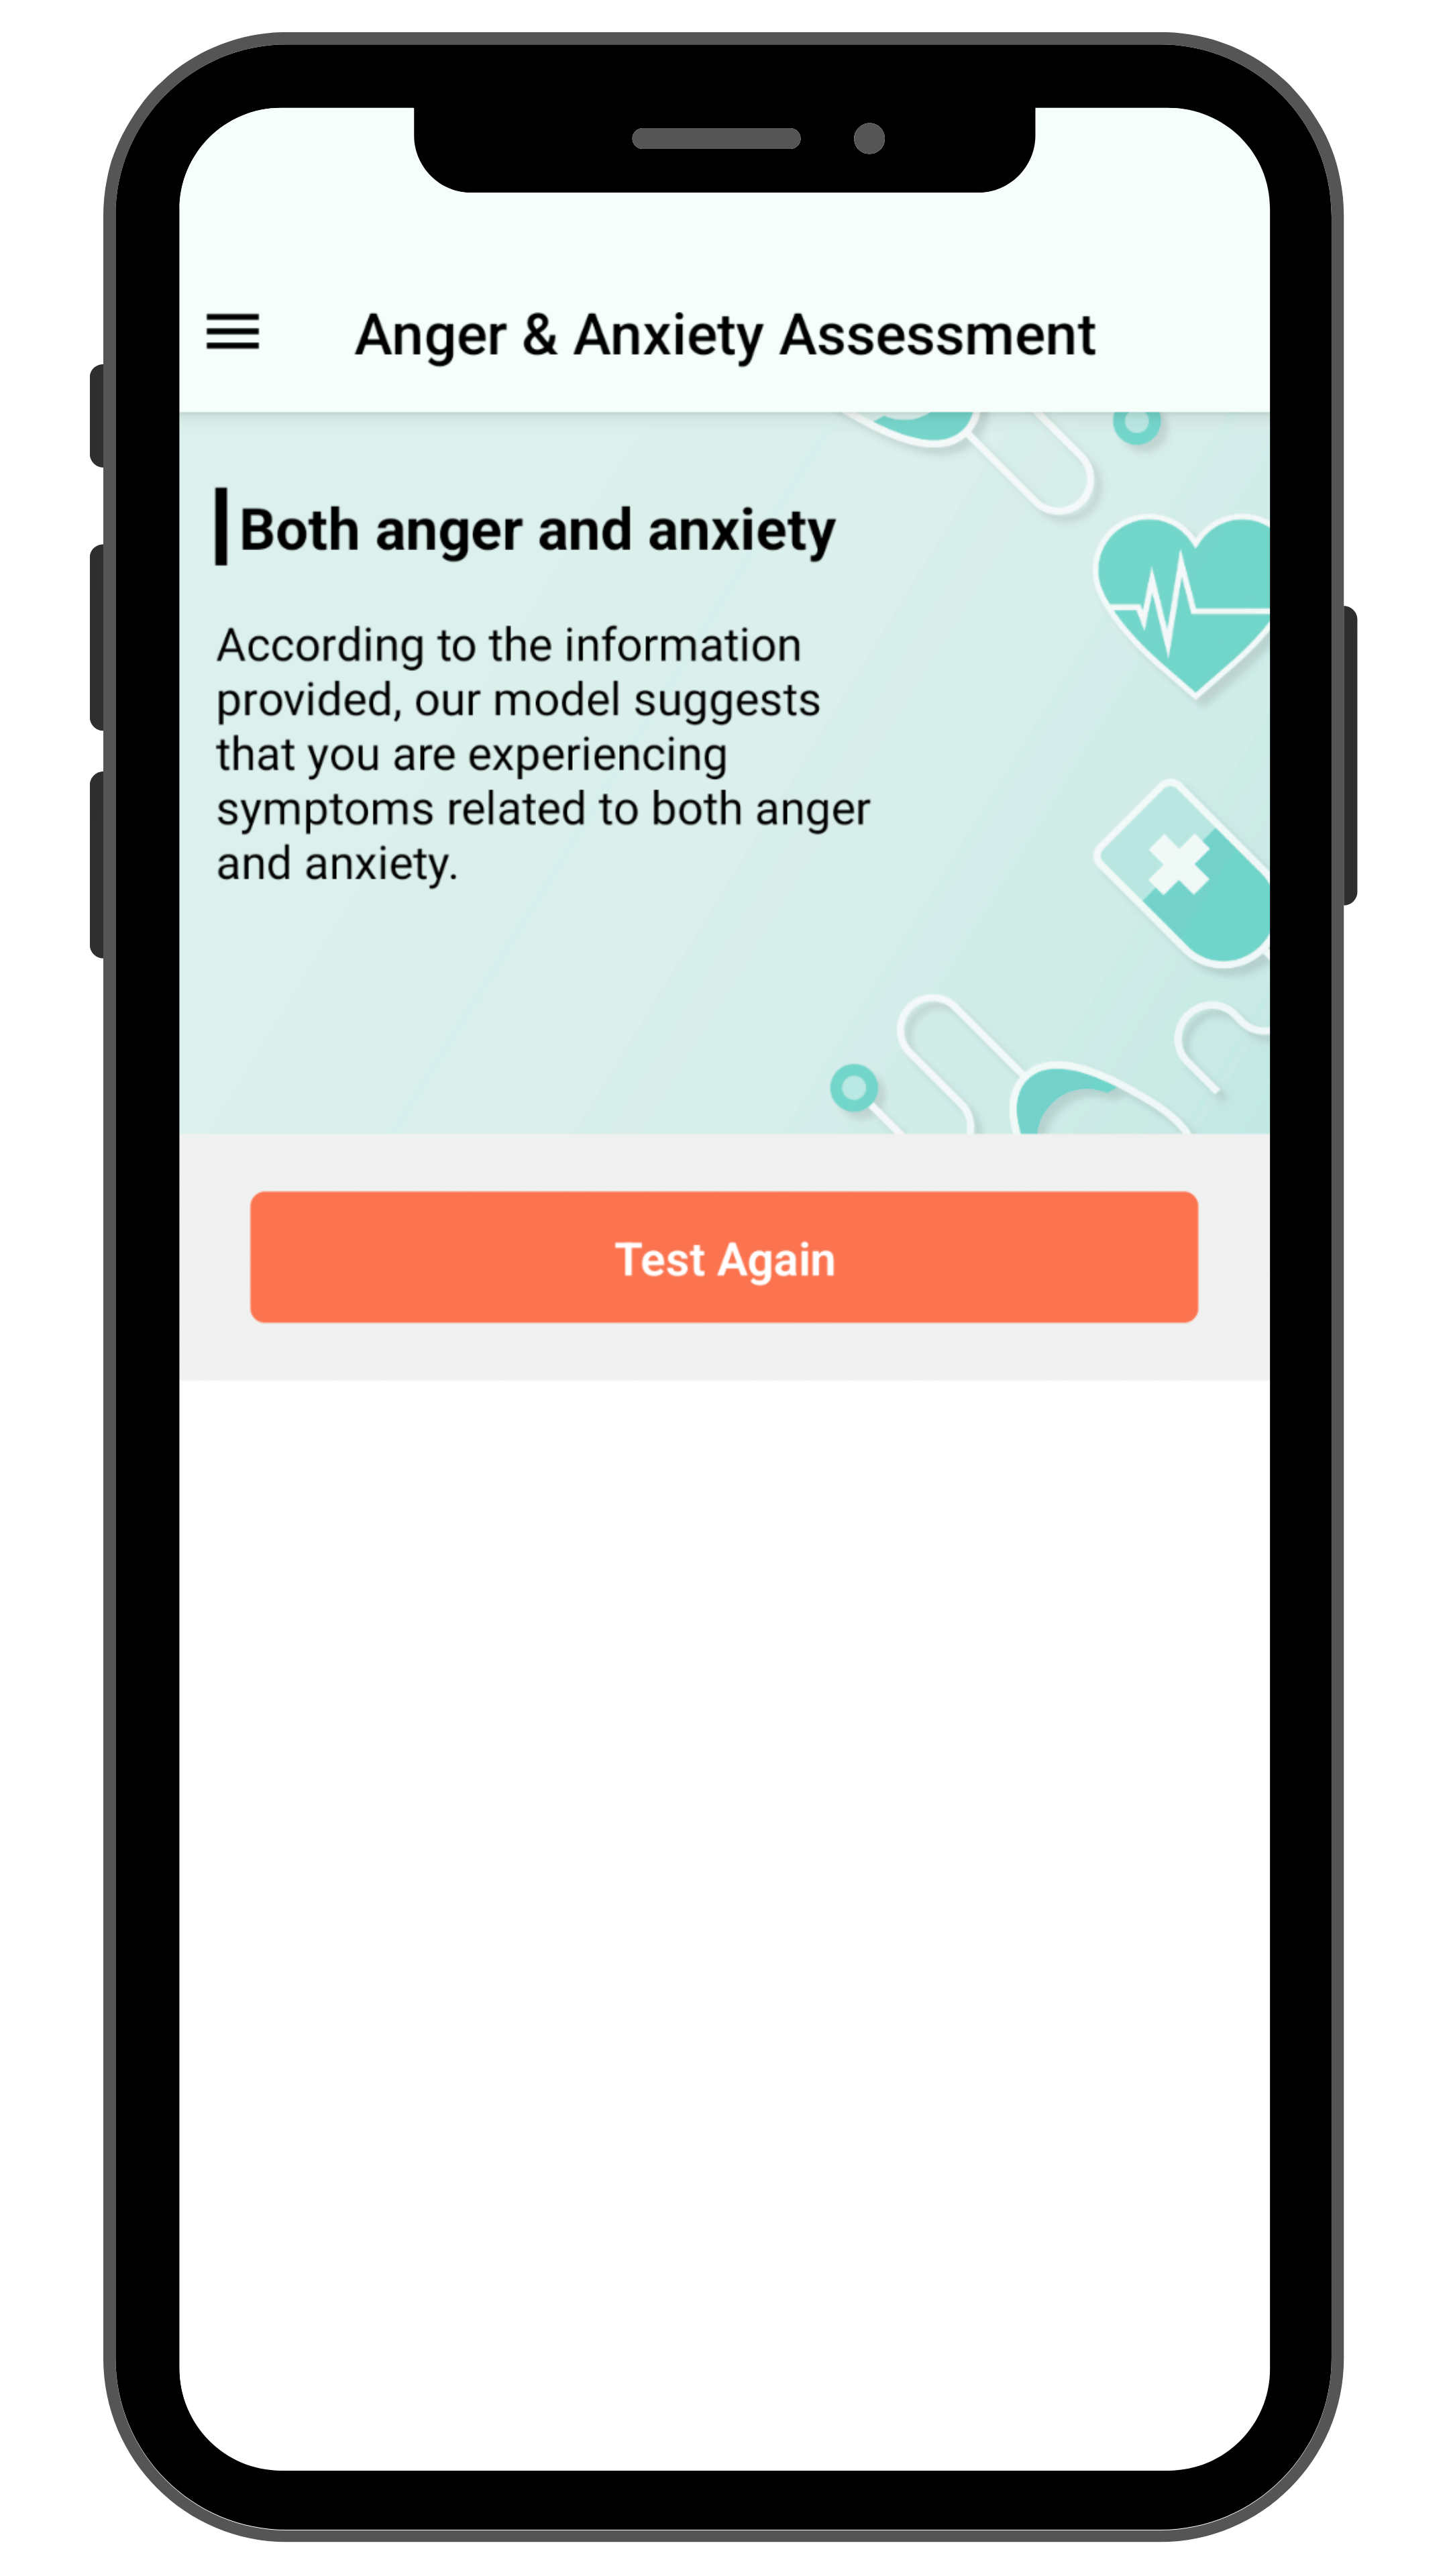 Anger & Anxiety Assessment
Both anger and anxiety
According to the information
provided, our model suggests
that you are experiencing
symptoms related to both anger
and anxiety.
Test Again